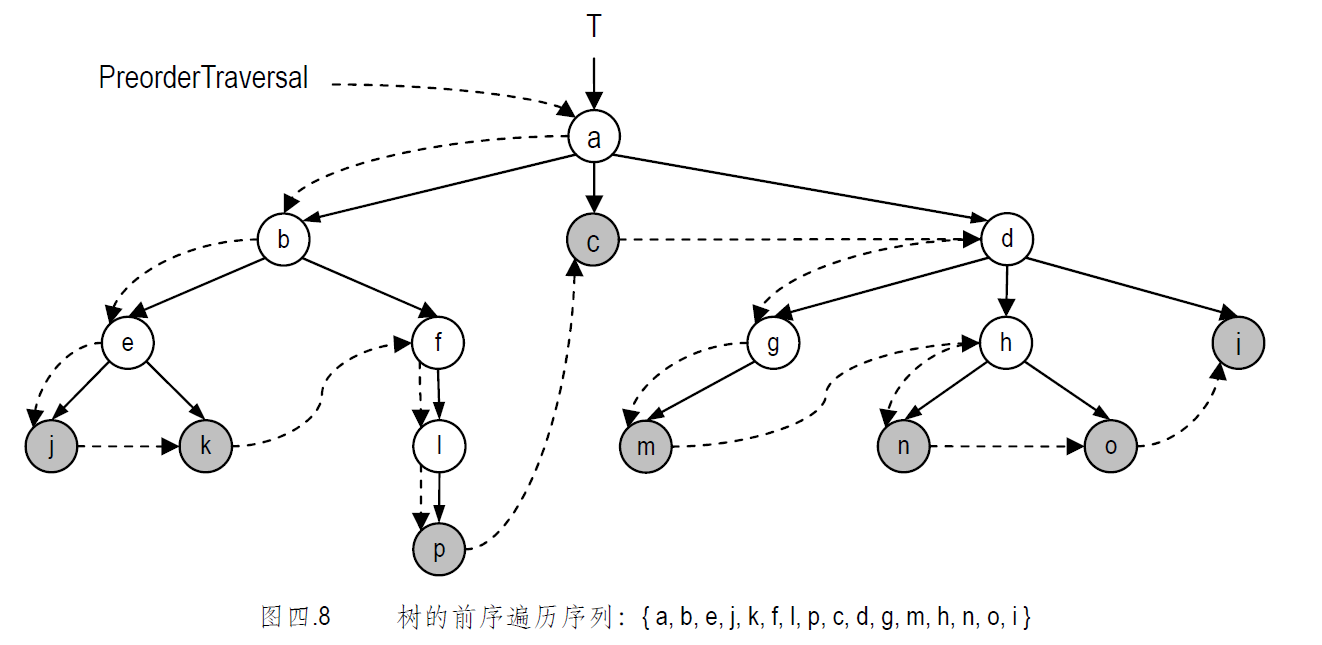 T
PreorderTraversal
a
b
c
d
e
f
g
h
i
j
k
l
m
n
o
p
图四.8 树的前序遍历序列：{ a, b, e, j, k, f, l, p, c, d, g, m, h, n, o, i }